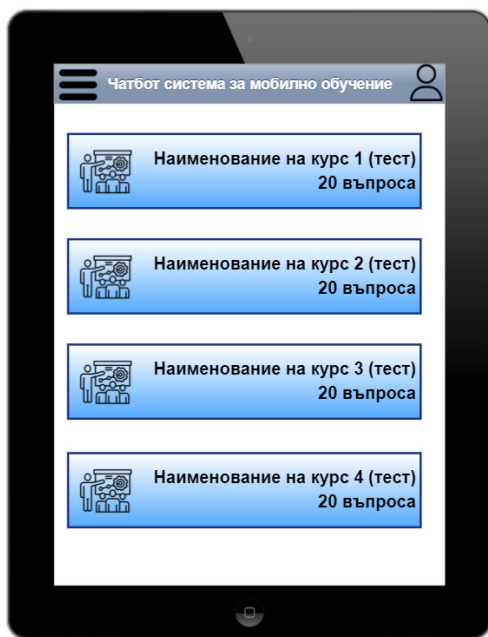 Чатбот система за мобилно обучение
Наименование на курс 1 (тест)
20 въпроса
Наименование на курс 2 (тест)
20 въпроса
Наименование на курс 3 (тест)
20 въпроса
Наименование на курс 4 (тест)
20 въпроса